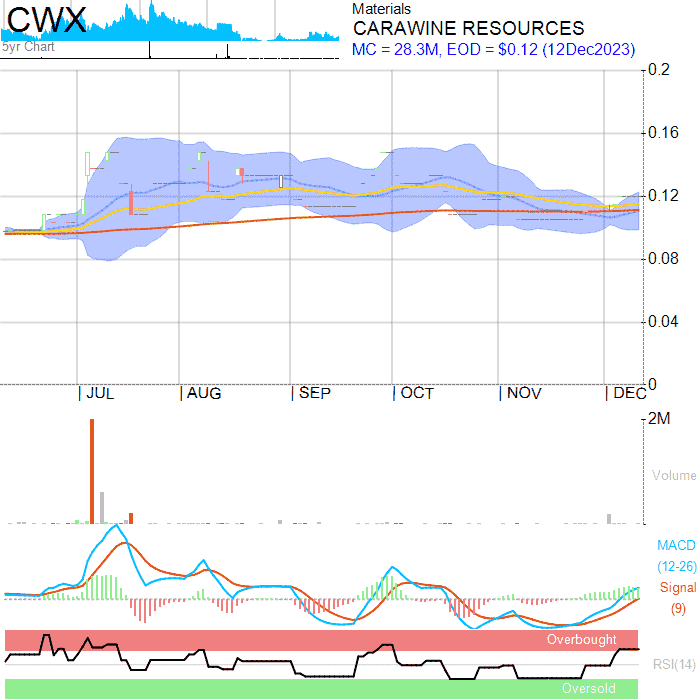 CWX
5yr Chart
Materials
CARAWINE RESOURCES
MC = 28.3M, EOD = $0.12 (12Dec2023)
0.2
0.16
0.12
0.08
0.04
0
JUL
AUG
SEP
OCT
NOV
DEC
2M
Volume
MACD
(12-26)
Signal
(9)
Overbought
RSI(14)
Oversold